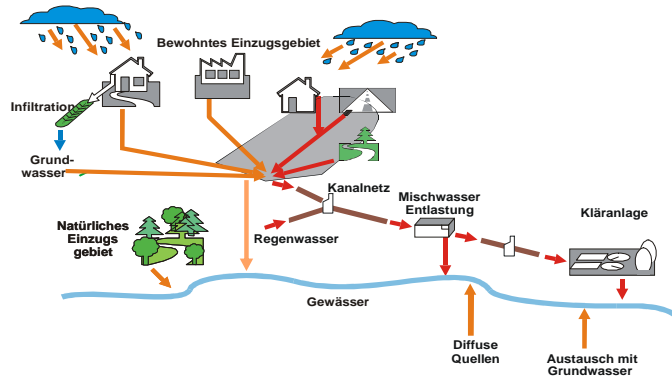 Bewohntes Einzugsgebiet
Infiltration
Grund-
wasser
Natürliches
Einzugs
gebiet
Kanalnetz
Regenwasser
Mischwasser
Entlastung
Kläranlage
Gewässer
Diffuse
Quellen
Austausch mit
Grundwasser